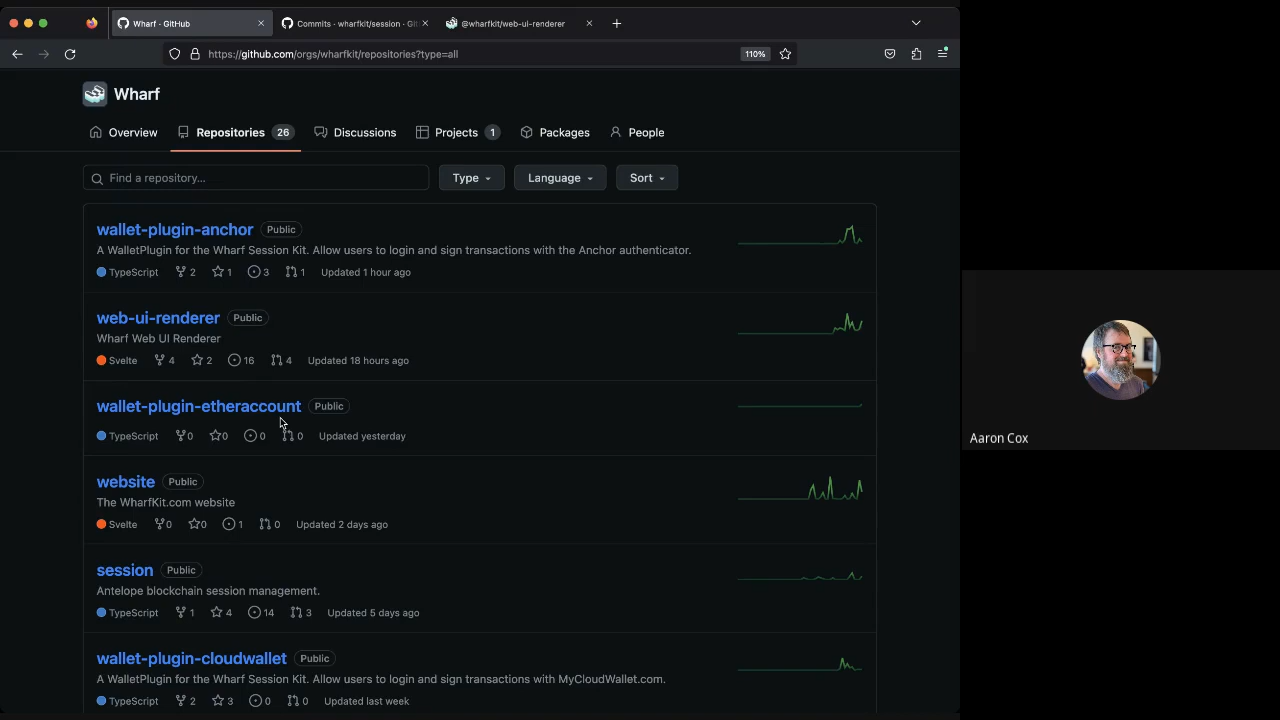 Wharf · GitHub
Commits · wharfkit/session · Git
@wharfkit/web-ui-renderer
https://github.com/orgs/wharfkit/repositories?type=all
110%
Wharf
Overview
Repositories 26
Discussions
Projects 1
Packages
People
Find a repository...
Type
Language
Sort
wallet-plugin-anchor Public
A WalletPlugin for the Wharf Session Kit. Allow users to login and sign transactions with the Anchor authenticator.
TypeScript 2 1 3 1 Updated 1 hour ago
web-ui-renderer Public
Wharf Web UI Renderer
Svelte 4 2 16 4 Updated 18 hours ago
wallet-plugin-etheraccount Public
TypeScript 0 0 0 0 Updated yesterday
website Public
The WharfKit.com website
Svelte 0 0 1 0 Updated 2 days ago
session Public
Antelope blockchain session management.
TypeScript 1 4 14 3 Updated 5 days ago
wallet-plugin-cloudwallet Public
A WalletPlugin for the Wharf Session Kit. Allow users to login and sign transactions with MyCloudWallet.com.
TypeScript 2 3 0 0 Updated last week
Aaron Cox